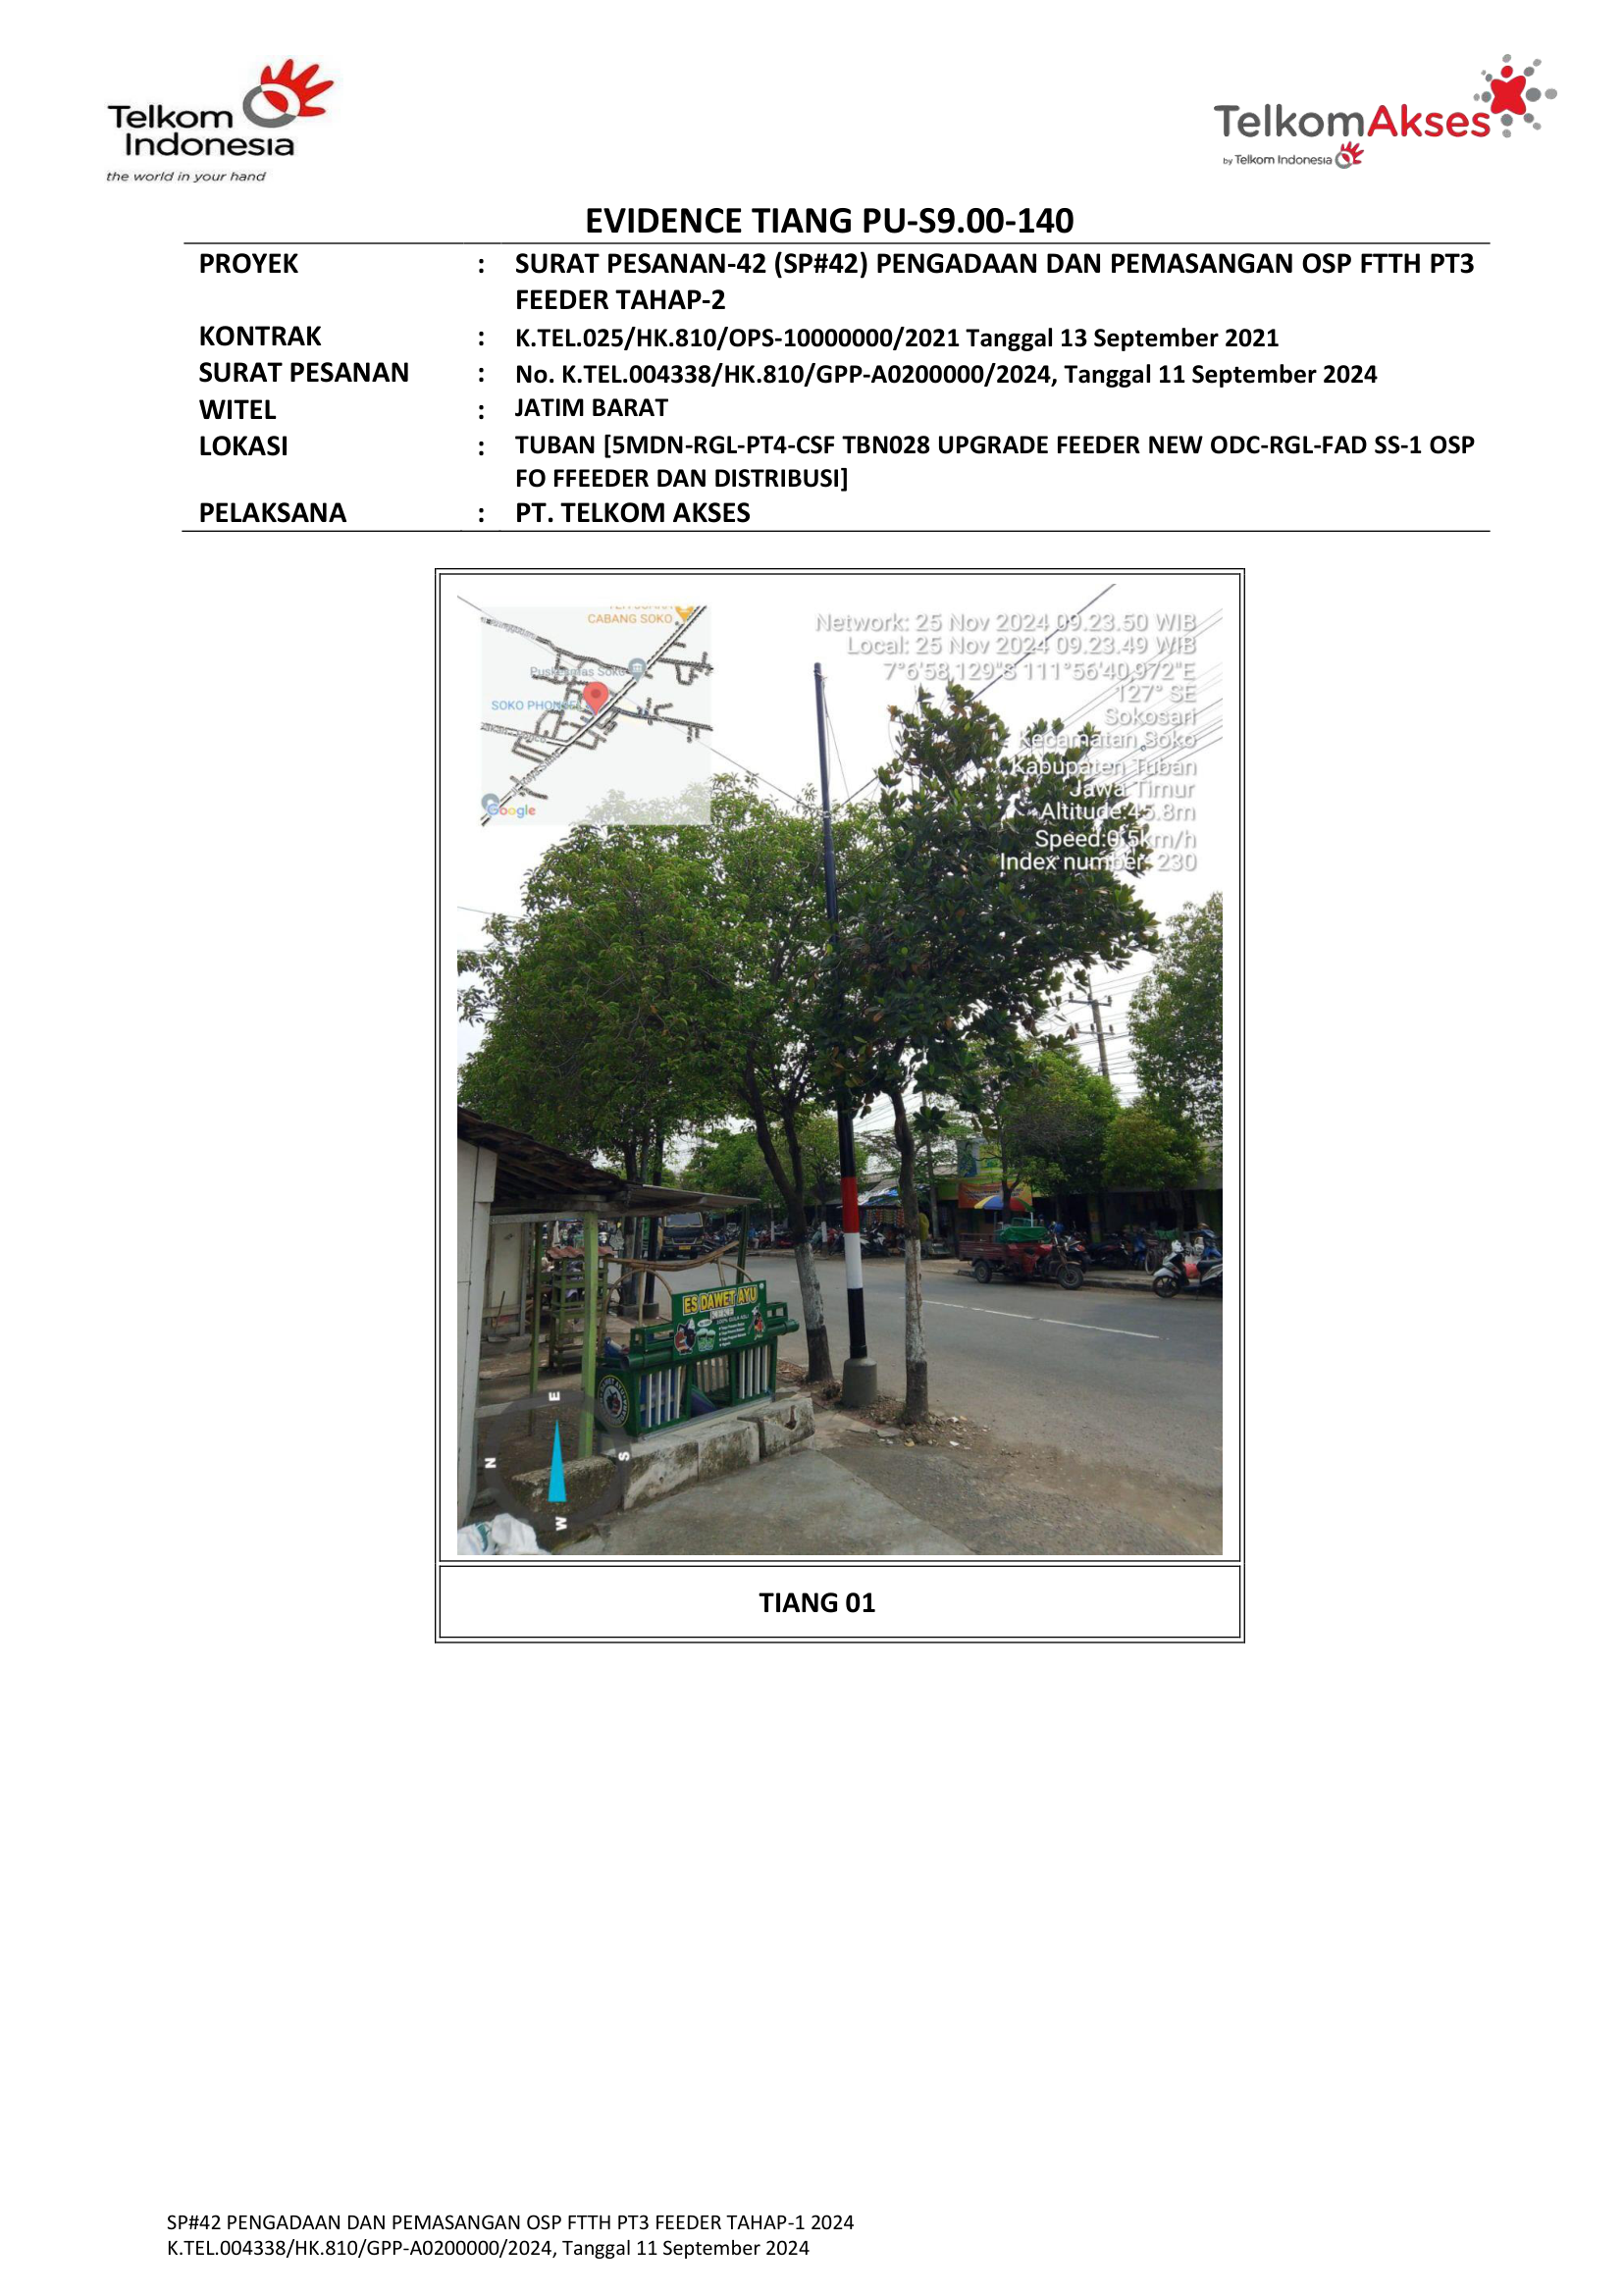 Telkom
Indonesia
the world in your hand
TelkomAkses
by Telkom Indonesia
EVIDENCE TIANG PU-S9.00-140
PROYEK : SURAT PESANAN-42 (SP#42) PENGADAAN DAN PEMASANGAN OSP FTTH PT3
FEEDER TAHAP-2
KONTRAK : K.TEL.025/HK.810/OPS-10000000/2021 Tanggal 13 September 2021
SURAT PESANAN : No. K.TEL.004338/HK.810/GPP-A0200000/2024, Tanggal 11 September 2024
WITEL : JATIM BARAT
LOKASI : TUBAN [5MDN-RGL-PT4-CSF TBN028 UPGRADE FEEDER NEW ODC-RGL-FAD SS-1 OSP
FO FFEEDER DAN DISTRIBUSI]
PELAKSANA : PT. TELKOM AKSES
CABANG SOKO
Puskesmas Soko
SOKO
Google
Network: 25 Nov 2024 09.23.50 WIB
Local: 25 Nov 2024 09.23.49 WIB
7°6'58,129"S 111°56'40,972"E
127° SE
Sokosari
Kecamatan Soko
Kabupaten Tuban
Jawa Timur
Altitude:45.8m
Speed:0.5km/h
Index number: 230
ES DAWET AYU
E
N
S
W
TIANG 01
SP#42 PENGADAAN DAN PEMASANGAN OSP FTTH PT3 FEEDER TAHAP-1 2024
K.TEL.004338/HK.810/GPP-A0200000/2024, Tanggal 11 September 2024